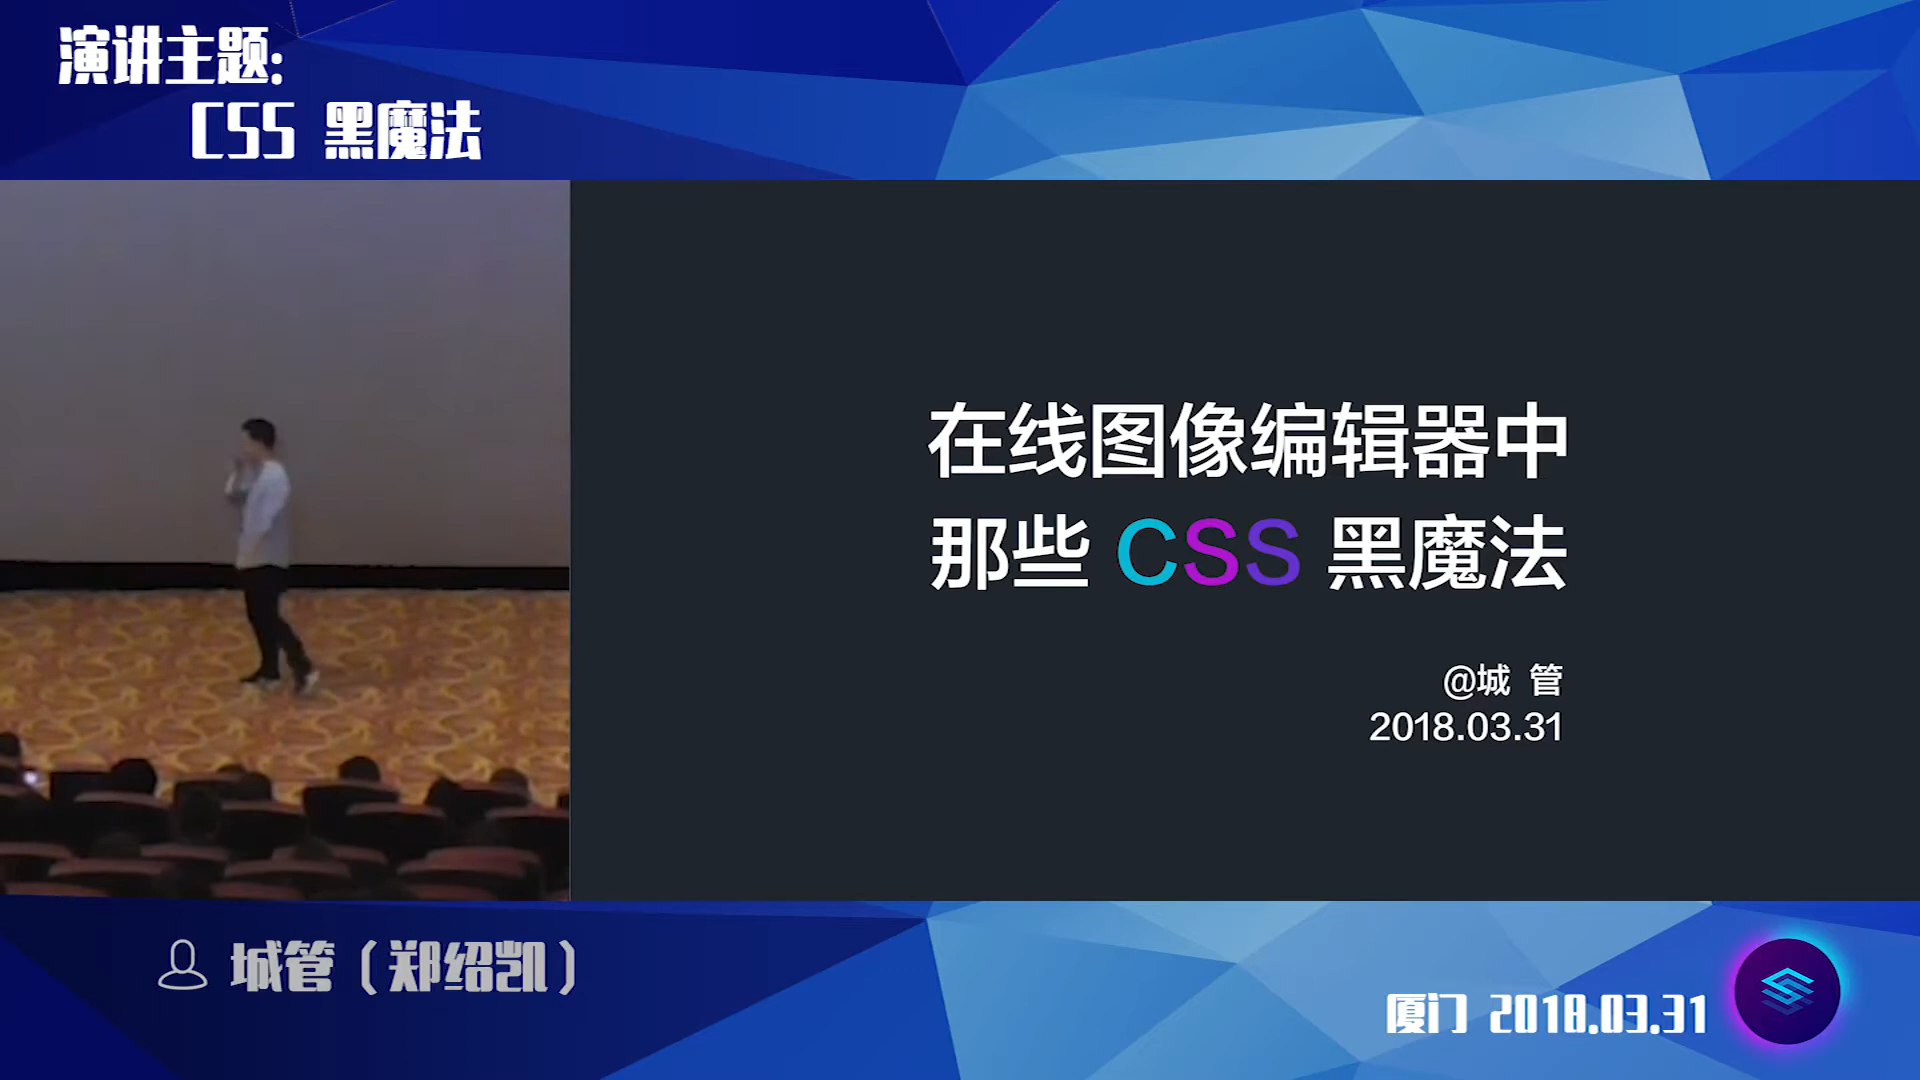 演讲主题:
CSS 黑魔法
在线图像编辑器中
那些 CSS 黑魔法
@城 管
2018.03.31
城管（郑绍凯）
厦门 2018.03.31